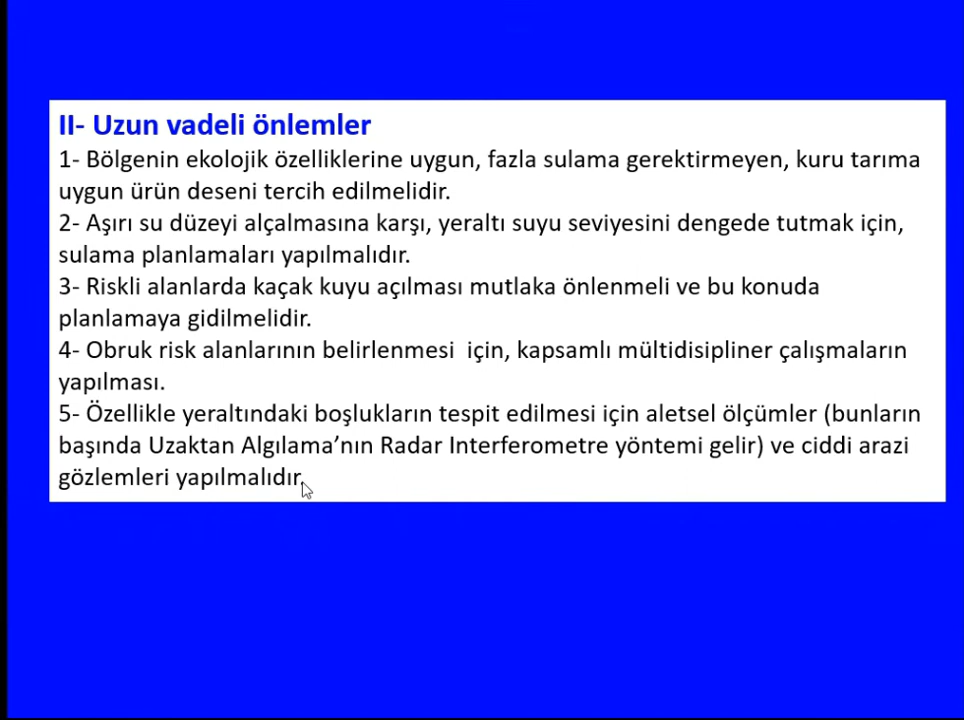 II- Uzun vadeli önlemler
1- Bölgenin ekolojik özelliklerine uygun, fazla sulama gerektirmeyen, kuru tarıma
uygun ürün deseni tercih edilmelidir.
2- Aşırı su düzeyi alçalmasına karşı, yeraltı suyu seviyesini dengede tutmak için,
sulama planlamaları yapılmalıdır.
3- Riskli alanlarda kaçak kuyu açılması mutlaka önlenmeli ve bu konuda
planlamaya gidilmelidir.
4- Obruk risk alanlarının belirlenmesi  için, kapsamlı mültidisipliner çalışmaların
yapılması.
5- Özellikle yeraltındaki boşlukların tespit edilmesi için aletsel ölçümler (bunların
başında Uzaktan Algılama’nın Radar Interferometre yöntemi gelir) ve ciddi arazi
gözlemleri yapılmalıdır.